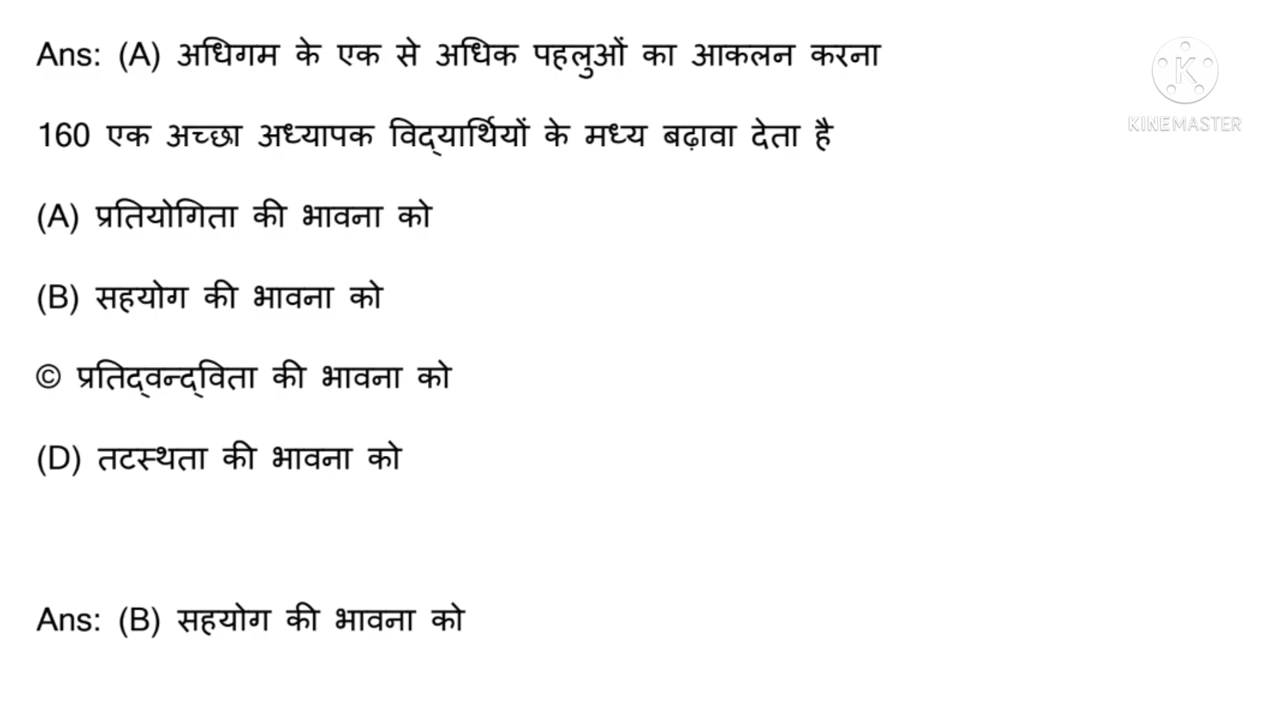 Ans: (A) अधिगम के एक से अधिक पहलुओं का आकलन करना
K
KINEMASTER
160 एक अच्छा अध्यापक विद्यार्थियों के मध्य बढ़ावा देता है
(A) प्रतियोगिता की भावना को
(B) सहयोग की भावना को
© प्रतिद्वन्द्विता की भावना को
(D) तटस्थता की भावना को
Ans: (B) सहयोग की भावना को